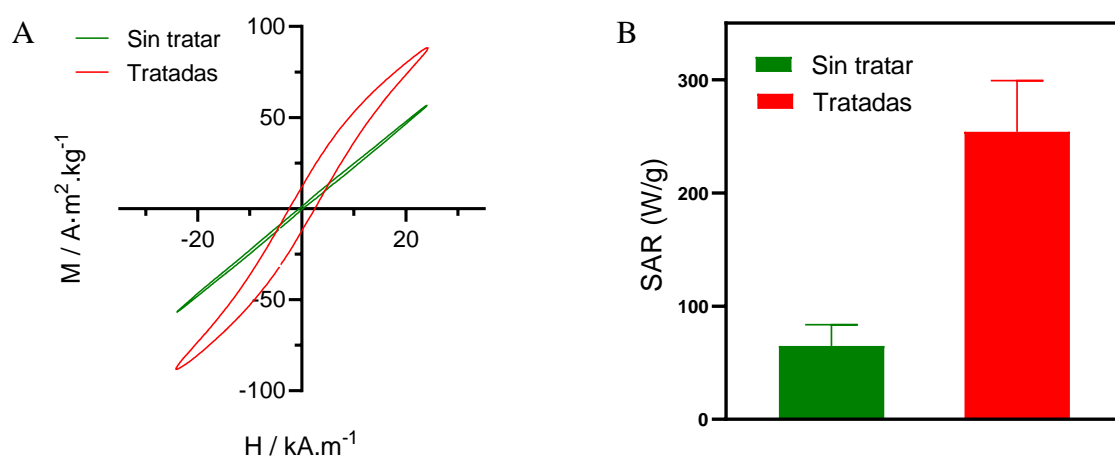 A
Sin tratar
Tratadas
100
50
-20
20
-50
-100
M / A·m².kg⁻¹
H / kA.m⁻¹
B
Sin tratar
Tratadas
300
200
100
0
SAR (W/g)